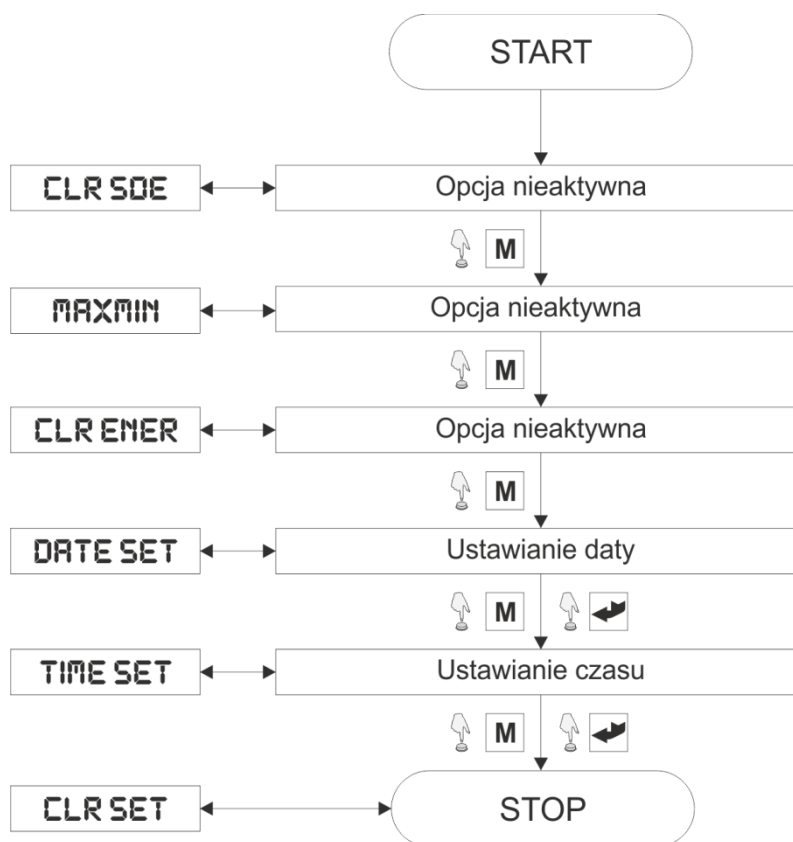 START
CLR SOE Opcja nieaktywna
M
MAXMIN Opcja nieaktywna
M
CLR ENER Opcja nieaktywna
M
DATE SET Ustawianie daty
M
TIME SET Ustawianie czasu
M
CLR SET STOP